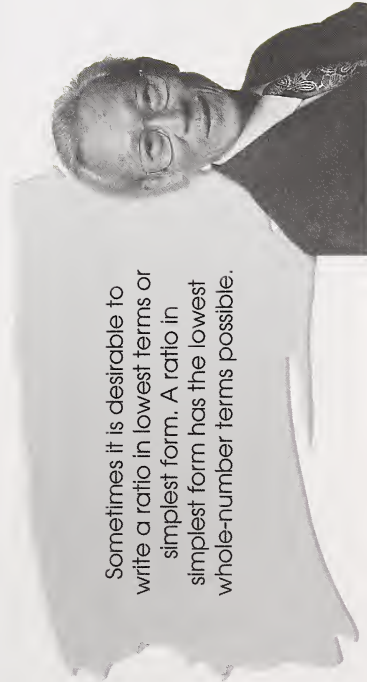 Sometimes it is desirable to
write a ratio in lowest terms or
simplest form. A ratio in
simplest form has the lowest
whole-number terms possible.